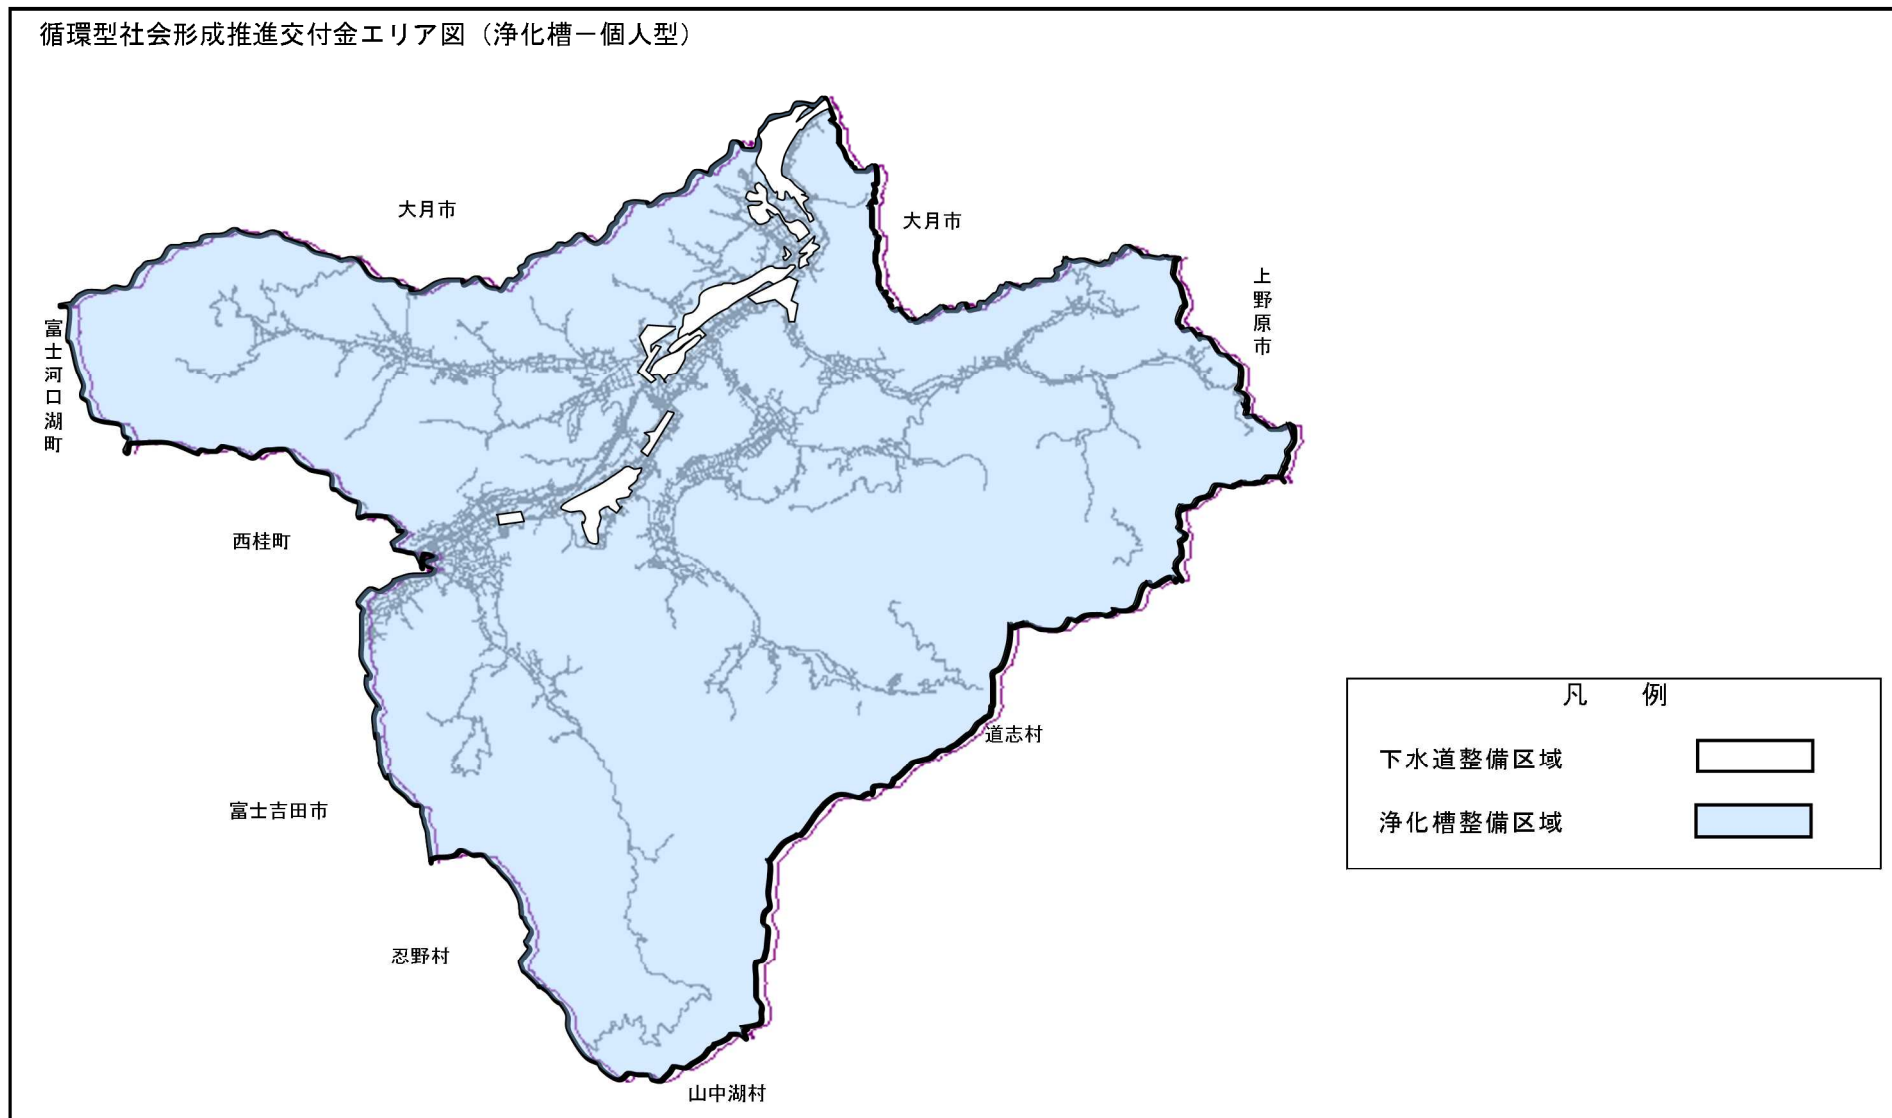 循環型社会形成推進交付金エリア図（浄化槽－個人型）
大月市
大月市
上野原市
富士河口湖町
西桂町
道志村
富士吉田市
忍野村
山中湖村
凡　例
下水道整備区域
浄化槽整備区域